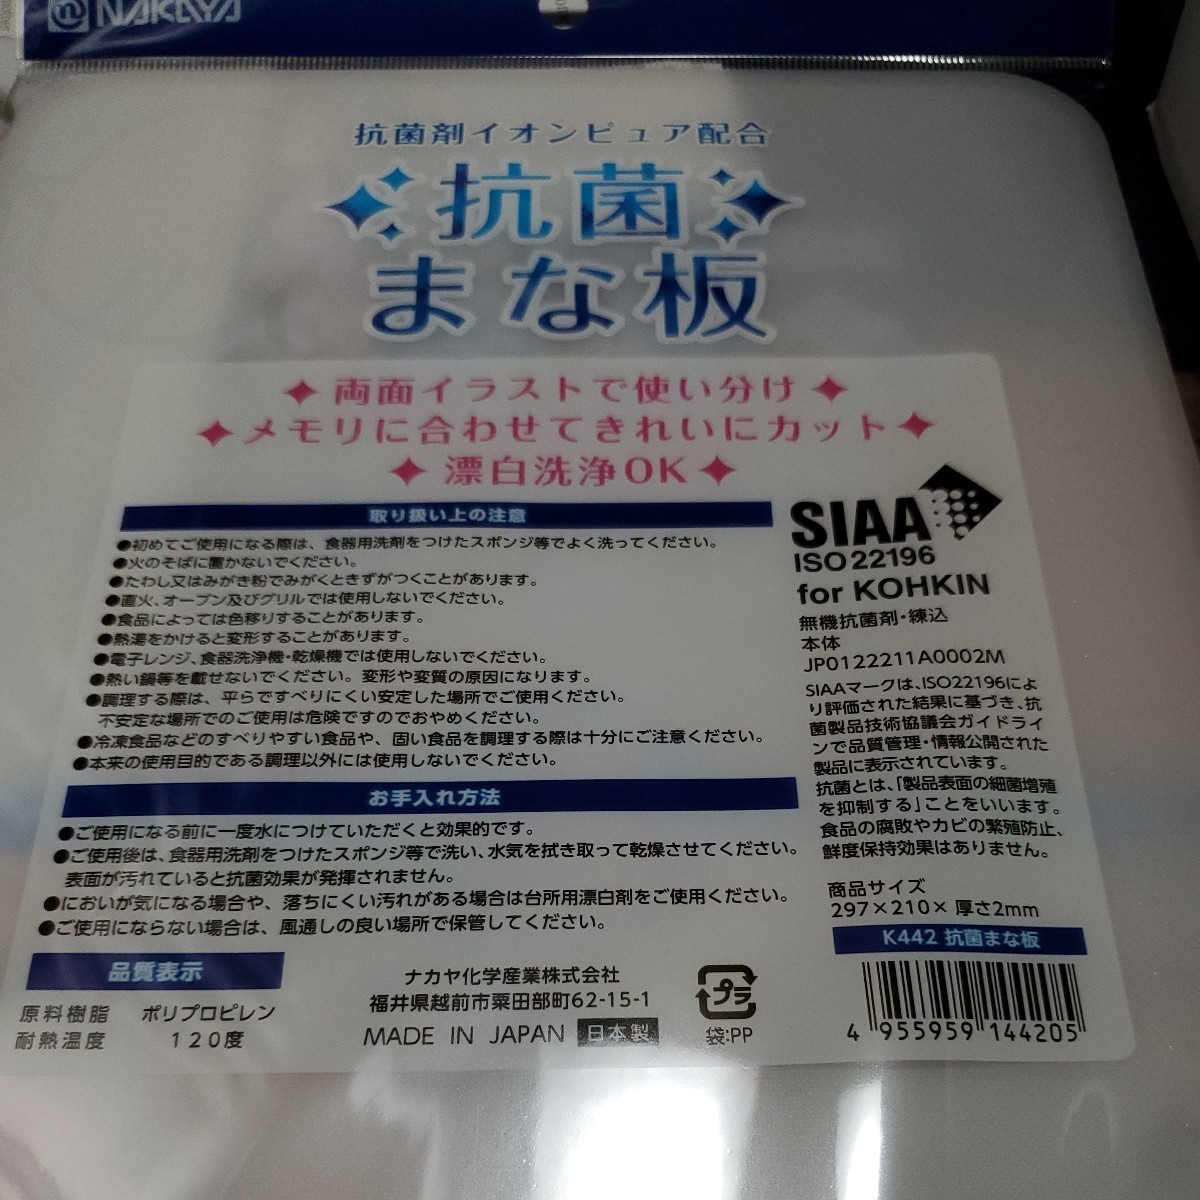 NAKAYA
抗菌剤イオンピュア配合
抗菌
まな板
両面イラストで使い分け
メモリに合わせてきれいにカット
漂白洗浄OK
取り扱い上の注意
●初めてご使用になる際は、食器用洗剤をつけたスポンジ等でよく洗ってください。
●火のそばに置かないでください。
●たわし又はみがき粉でみがくときずがつくことがあります。
●直火、オーブン及びグリルでは使用しないでください。
●食品によっては色移りすることがあります。
●熱湯をかけると変形することがあります。
●電子レンジ、食器洗浄機・乾燥機では使用しないでください。
●熱い鍋等を載せないでください。変形や変質の原因になります。
●調理する際は、平らですべりにくい安定した場所でご使用ください。
不安定な場所でのご使用は危険ですのでおやめください。
●冷凍食品などのすべりやすい食品や、固い食品を調理する際は十分にご注意ください。
●本来の使用目的である調理以外には使用しないでください。
お手入れ方法
●ご使用になる前に一度水につけていただくと効果的です。
●ご使用後は、食器用洗剤をつけたスポンジ等で洗い、水気を拭き取って乾燥させてください。
表面が汚れていると抗菌効果が発揮されません。
●においが気になる場合や、落ちにくい汚れがある場合は台所用漂白剤をご使用ください。
●ご使用にならない場合は、風通しの良い場所で保管してください。
品質表示
原料樹脂 ポリプロピレン
耐熱温度 120度
ナカヤ化学産業株式会社
福井県越前市粟田部町62-15-1
MADE IN JAPAN 日本製
プラ
袋:PP
SIAA
ISO 22196
for KOHKIN
無機抗菌剤・練込
本体
JP0122211A0002M
SIAAマークは、ISO22196によ
り評価された結果に基づき、抗
菌製品技術協議会ガイドライ
ンで品質管理・情報公開された
製品に表示されています。
抗菌とは、「製品表面の細菌増殖
を抑制する」ことをいいます。
食品の腐敗やカビの繁殖防止、
鮮度保持効果はありません。
商品サイズ
297×210×厚さ2mm
K442 抗菌まな板
4 955959 144205